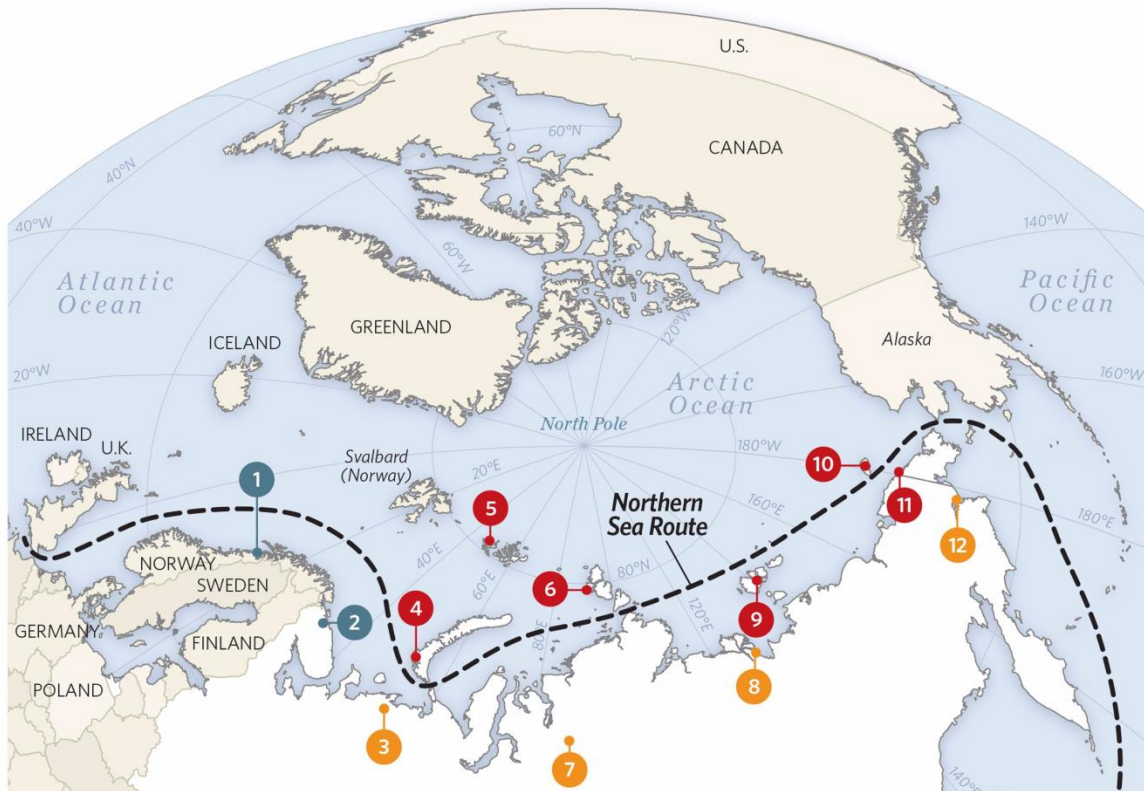 U.S.
60°N
CANADA
40°N
40°W
60°W
140°W
Atlantic
Ocean
Pacific
Ocean
GREENLAND
120°W
ICELAND
Alaska
20°W
160°W
Arctic
Ocean
North Pole
IRELAND
U.K.
Svalbard
(Norway)
180°W
1
20°E
10
5
Northern
Sea Route
160°E
11
180°E
40°E
12
NORWAY
60°E
80°N
SWEDEN
6
9
4
120°E
GERMANY
2
FINLAND
80°E
8
POLAND
3
7
140°E